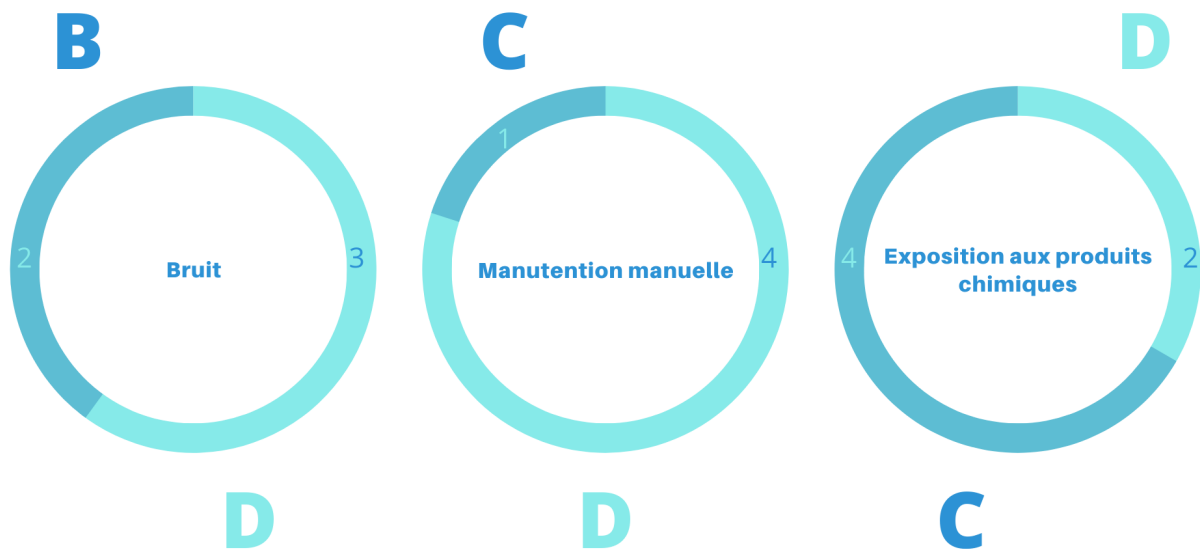 B
C
D
2
Bruit
3
1
Manutention manuelle
4
4
Exposition aux produits
chimiques
2
D
D
C